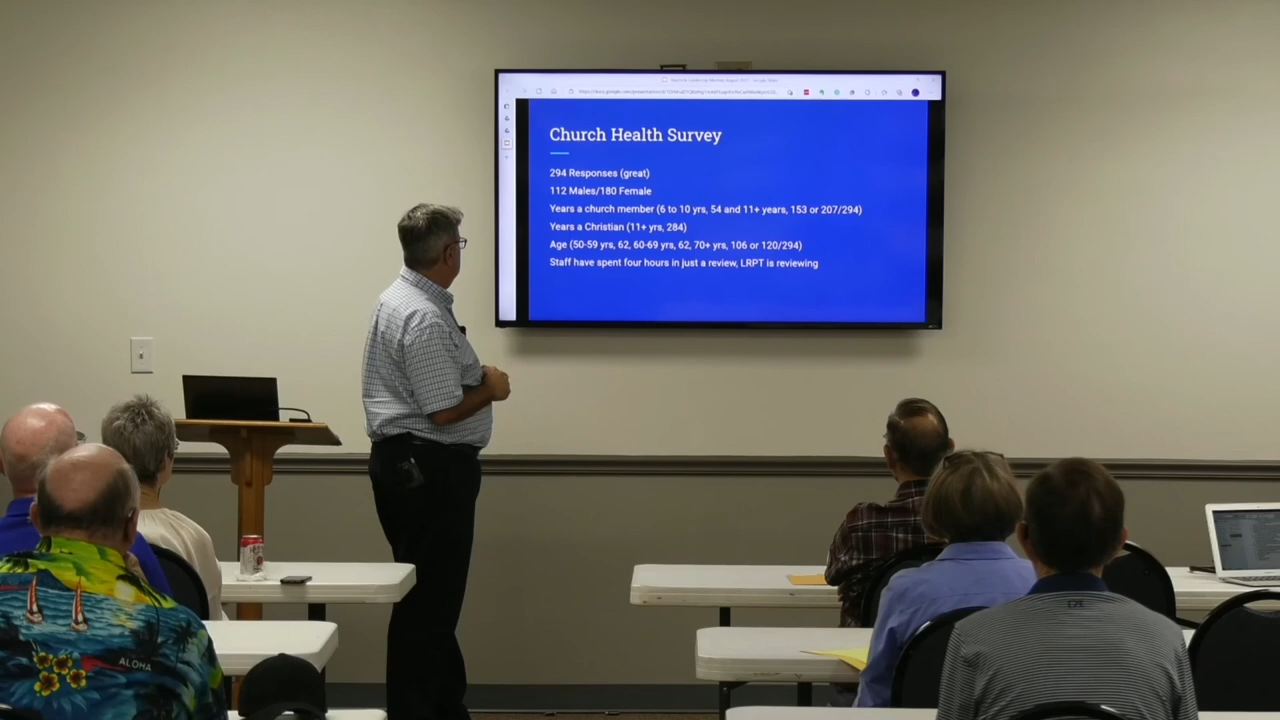 Church Health Survey
294 Responses (great)
112 Males/180 Female
Years a church member (6 to 10 yrs, 54 and 11+ years, 153 or 207/294)
Years a Christian (11+ yrs, 284)
Age (50-59 yrs, 62, 60-69 yrs, 62, 70+ yrs, 106 or 120/294)
Staff have spent four hours in just a review, LRPT is reviewing
ALOHA